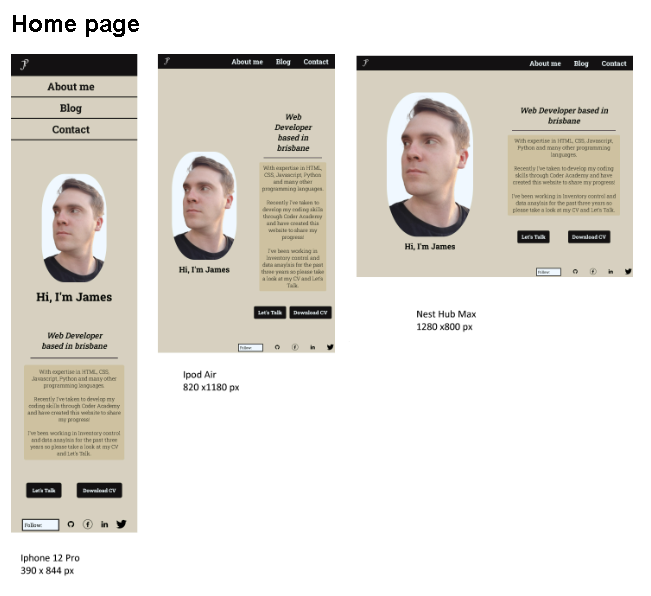 Home page
About me
Blog
Contact
Hi, I'm James
Web Developer
based in brisbane
With expertise in HTML, CSS,
Javascript, Python and many other
programming languages.
Recently I've taken to develop my
coding skills through Coder Academy
and have created this website to share
my progress!
I've been working in Inventory control
and data anaylsis for the past three
years so please take a look at my CV
and Let's Talk.
Let's Talk Download CV
Follow:
Iphone 12 Pro
390 x 844 px
About me Blog Contact
Web
Developer
based in
brisbane
With expertise in HTML,
CSS, Javascript, Python
and many other
programming languages.
Recently I've taken to
develop my coding skills
through Coder Academy
and have created this
website to share my
progress!
I've been working in
Inventory control and
data anaylsis for the past
three years so please take
a look at my CV and Let's
Talk.
Hi, I'm James
Let's Talk Download CV
Follow:
Ipod Air
820 x1180 px
About me Blog Contact
Web Developer based in
brisbane
With expertise in HTML, CSS, Javascript,
Python and many other programming
languages.
Recently I've taken to develop my coding
skills through Coder Academy and have
created this website to share my progress!
I've been working in Inventory control and
data anaylsis for the past three years so
please take a look at my CV and Let's Talk.
Hi, I'm James
Let's Talk Download CV
Follow:
Nest Hub Max
1280 x800 px